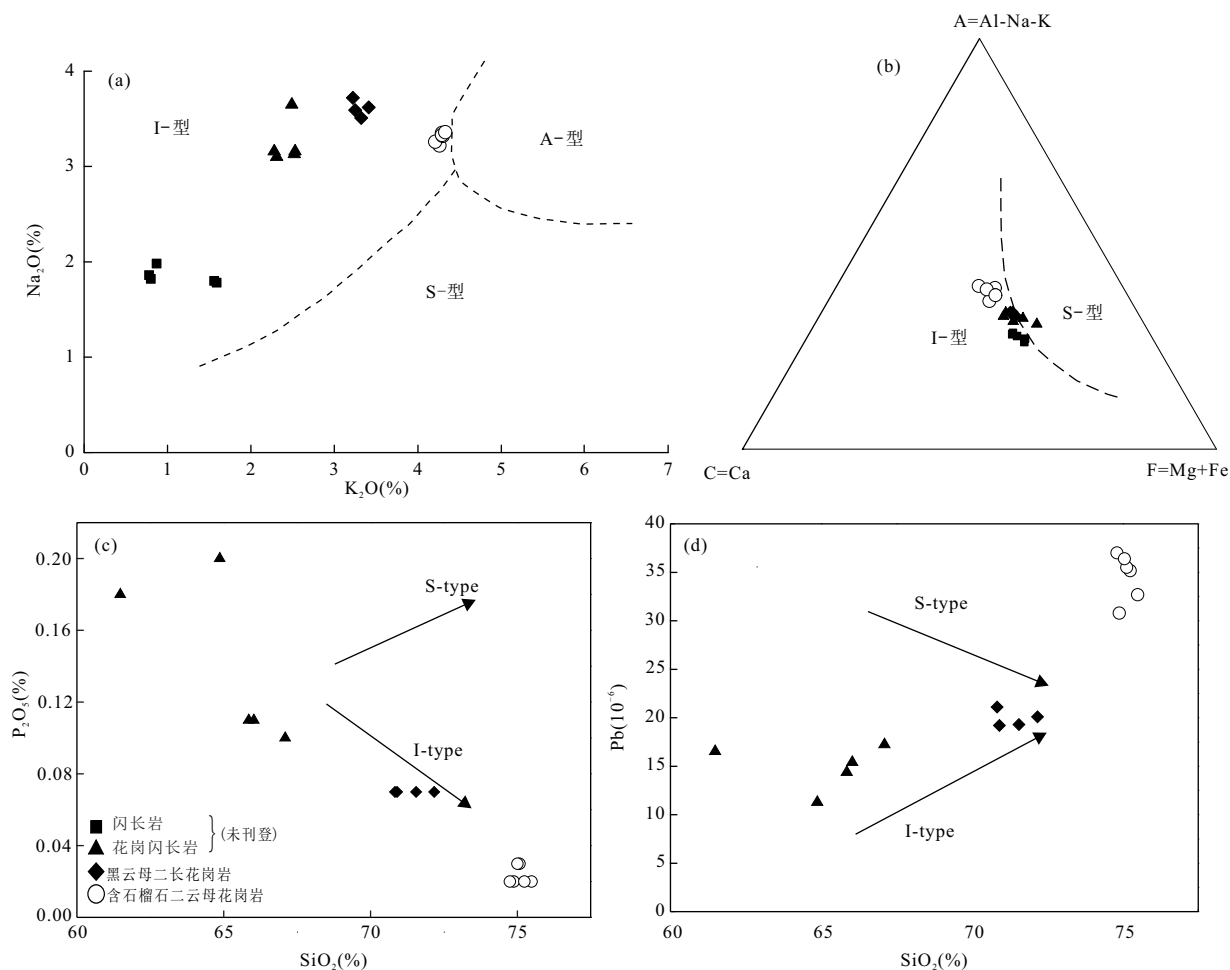 (a)
4
3
2
1
0
Na₂O(%)
I-型
A-型
S-型
0 1 2 3 4 5 6 7
K₂O(%)
A=Al-Na-K
(b)
I-型
S-型
C=Ca
F=Mg+Fe
(c)
0.20
0.16
0.12
0.08
0.04
0.00
P₂O₅(%)
S-type
I-type
闪长岩
花岗闪长岩
(未刊登)
黑云母二长花岗岩
含石榴石二云母花岗岩
60 65 70 75
SiO₂(%)
(d)
40
35
30
25
20
15
10
5
0
Pb(10⁻⁶)
S-type
I-type
60 65 70 75
SiO₂(%)